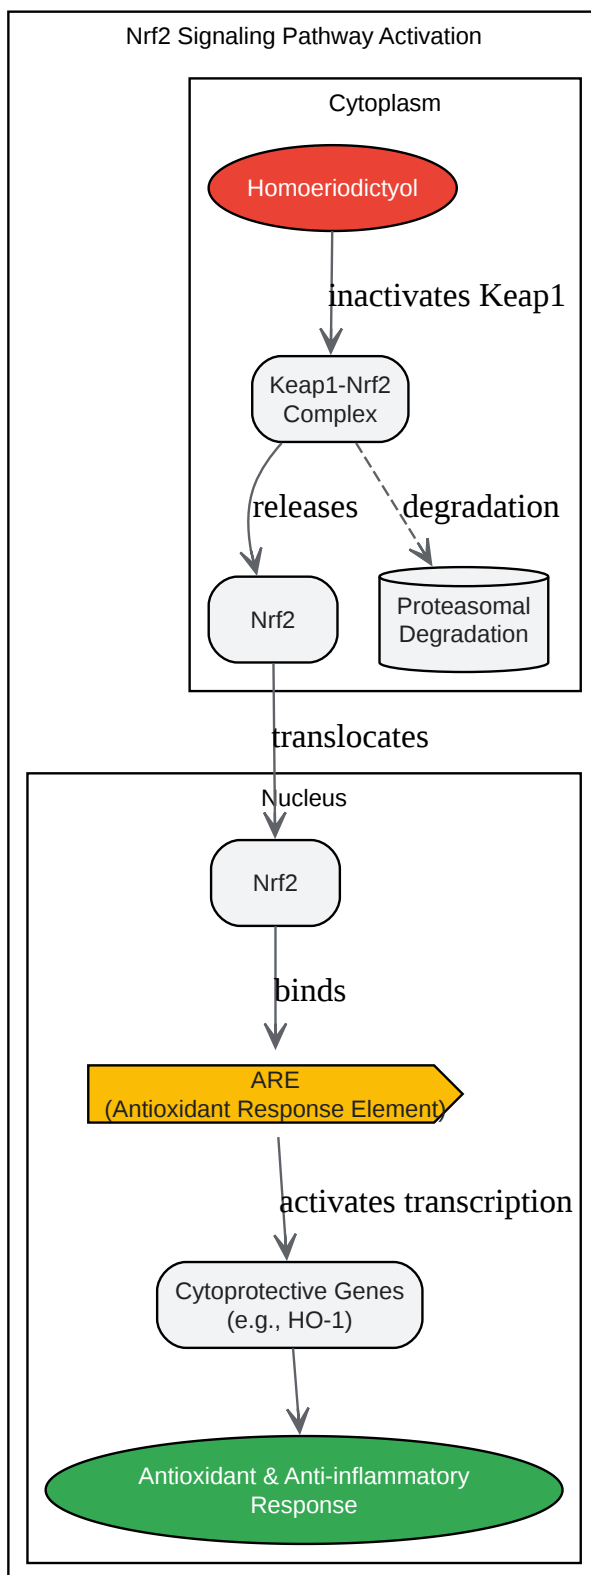 Nrf2 Signaling Pathway Activation
Cytoplasm
Homoeriodictyol
inactivates Keap1
Keap1-Nrf2
Complex
releases
degradation
Nrf2
Proteasomal
Degradation
translocates
Nucleus
Nrf2
binds
ARE
(Antioxidant Response Element)
activates transcription
Cytoprotective Genes
(e.g., HO-1)
Antioxidant & Anti-inflammatory
Response